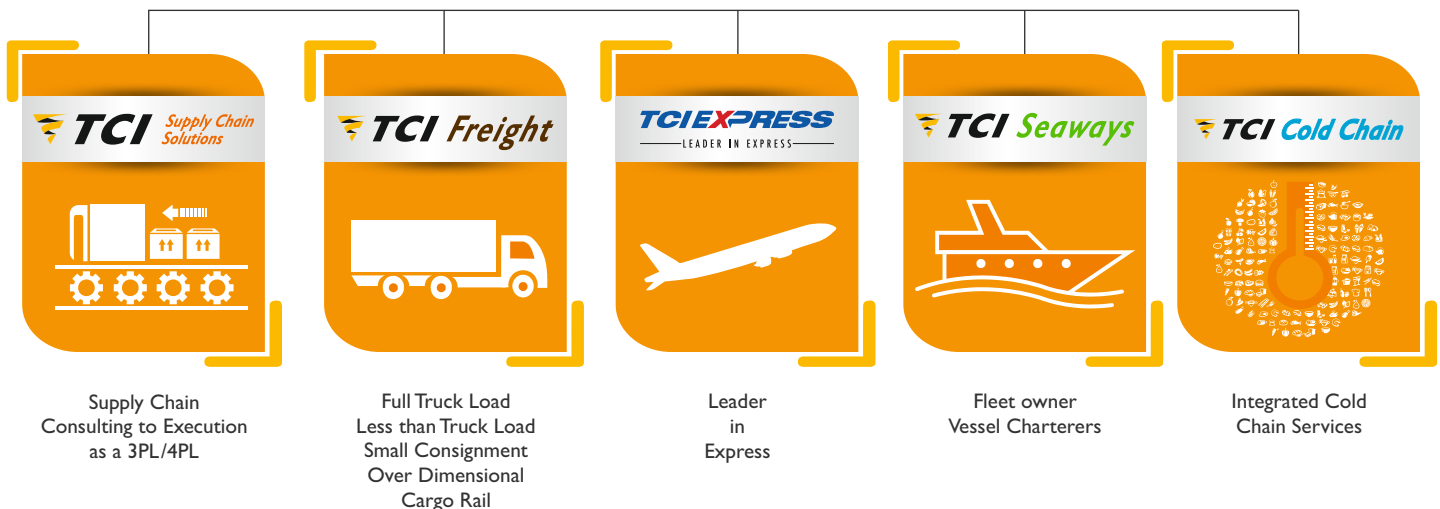 TCI Supply Chain
Solutions
TCI Freight
TCIEXPRESS
LEADER IN EXPRESS
TCI Seaways
TCI Cold Chain
Supply Chain
Consulting to Execution
as a 3PL/4PL
Full Truck Load
Less than Truck Load
Small Consignment
Over Dimensional
Cargo Rail
Leader
in
Express
Fleet owner
Vessel Charterers
Integrated Cold
Chain Services